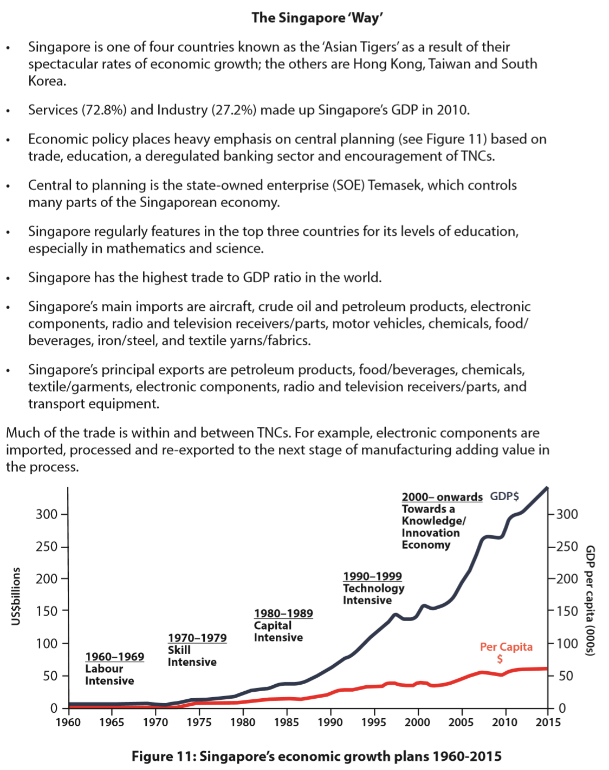 The Singapore ‘Way’
• Singapore is one of four countries known as the ‘Asian Tigers’ as a result of their
spectacular rates of economic growth; the others are Hong Kong, Taiwan and South
Korea.
• Services (72.8%) and Industry (27.2%) made up Singapore’s GDP in 2010.
• Economic policy places heavy emphasis on central planning (see Figure 11) based on
trade, education, a deregulated banking sector and encouragement of TNCs.
• Central to planning is the state-owned enterprise (SOE) Temasek, which controls
many parts of the Singaporean economy.
• Singapore regularly features in the top three countries for its levels of education,
especially in mathematics and science.
• Singapore has the highest trade to GDP ratio in the world.
• Singapore’s main imports are aircraft, crude oil and petroleum products, electronic
components, radio and television receivers/parts, motor vehicles, chemicals, food/
beverages, iron/steel, and textile yarns/fabrics.
• Singapore’s principal exports are petroleum products, food/beverages, chemicals,
textile/garments, electronic components, radio and television receivers/parts, and
transport equipment.
Much of the trade is within and between TNCs. For example, electronic components are
imported, processed and re-exported to the next stage of manufacturing adding value in
the process.
US$billions
300
250
200
150
100
50
0
1960–1969
Labour
Intensive
1970–1979
Skill
Intensive
1980–1989
Capital
Intensive
1990–1999
Technology
Intensive
2000– onwards
Towards a
Knowledge/
Innovation
Economy
GDP$
Per Capita
$
300
250
200
150
100
50
0
GDP per capita (000s)
1960 1965 1970 1975 1980 1985 1990 1995 2000 2005 2010 2015
Figure 11: Singapore’s economic growth plans 1960-2015